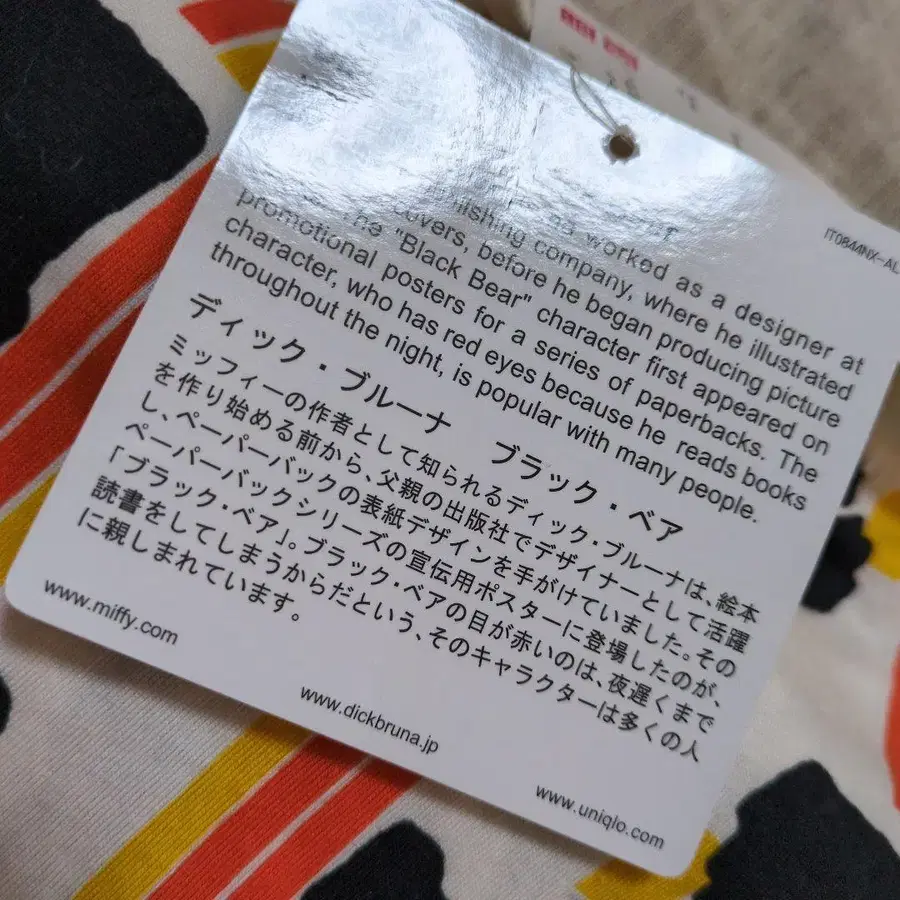 worked as a designer at
lishing company, where he illustrated
covers, before he began producing picture
The "Black Bear" character first appeared on
promotional posters for a series of paperbacks. The
character, who has red eyes because he reads books
throughout the night, is popular with many people.
ディック・ブルーナ ブラック・ベア
ミッフィーの作者として知られるディック・ブルーナは、絵本
を作り始める前から、父親の出版社でデザイナーとして活躍
し、ペーパーバックの表紙デザインを手がけていました。その
ペーパーバックシリーズの宣伝用ポスターに登場したのが、
「ブラック・ベア」。ブラック・ベアの目が赤いのは、夜遅くまで
読書をしてしまうからだという、そのキャラクターは多くの人
に親しまれています。
www.miffy.com
www.dickbruna.jp
www.uniqlo.com
IT0844NX-AL